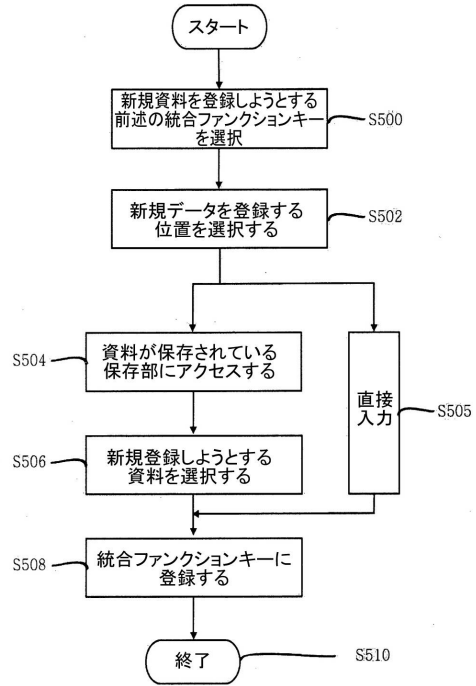 スタート
新規資料を登録しようとする
前述の統合ファンクションキー
を選択
S500
新規データを登録する
位置を選択する
S502
S504
資料が保存されている
保存部にアクセスする
直接
入力
S505
S506
新規登録しようとする
資料を選択する
S508
統合ファンクションキーに
登録する
終了
S510